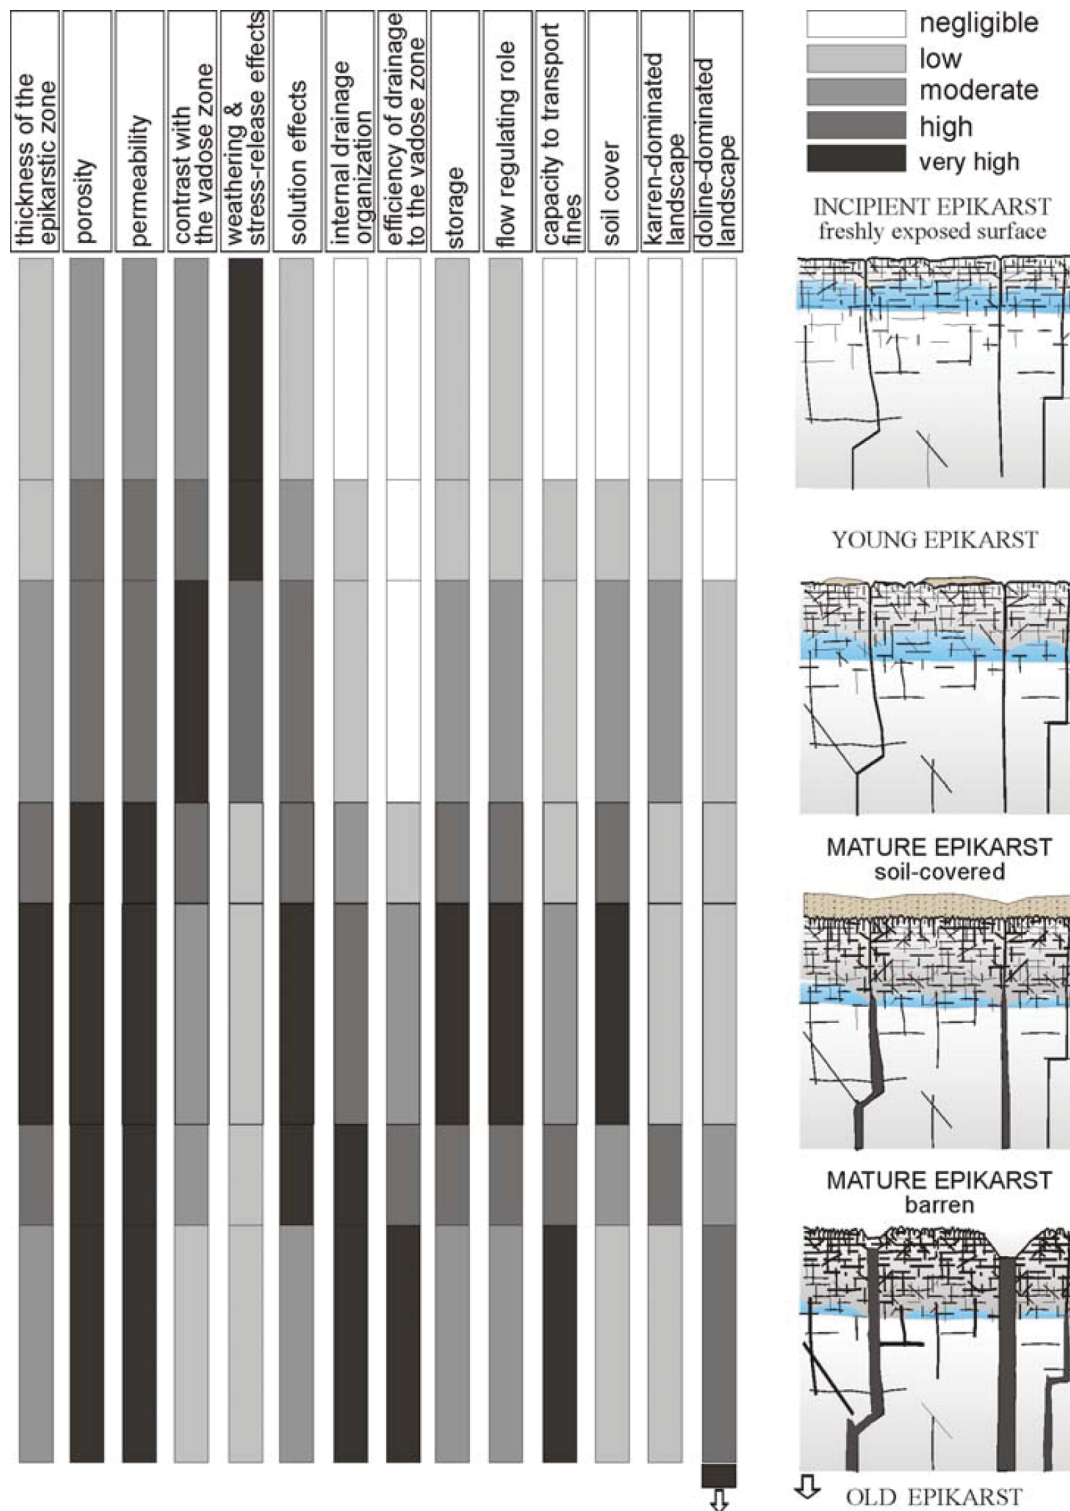 thickness of the
epikarstic zone
porosity
permeability
contrast with
the vadose zone
weathering &
stress-release effects
solution effects
internal drainage
organization
efficiency of drainage
to the vadose zone
storage
flow regulating role
capacity to transport
fines
soil cover
karren-dominated
landscape
doline-dominated
landscape
negligible
low
moderate
high
very high
INCIPIENT EPIKARST
freshly exposed surface
YOUNG EPIKARST
MATURE EPIKARST
soil-covered
MATURE EPIKARST
barren
OLD EPIKARST